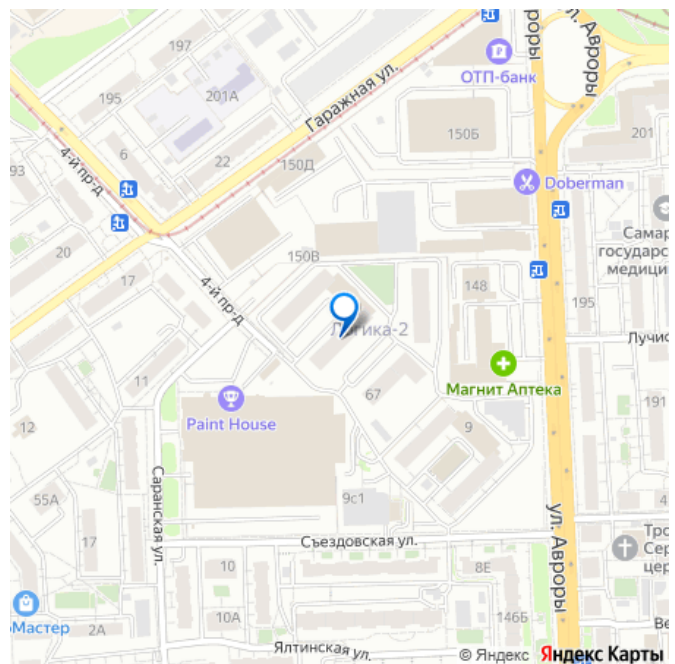 197
ул. Авроры
ул. Авроры
ОТП-банк
195
201А
Гаражная ул.
150Б
201
6
4-й пр-д
93
22
150Д
Doberman
Самар
государс
медици
20
150В
17
4-й пр-д
148
195
Логика-2
Лучис
11
Магнит Аптека
67
191
Paint House
12
9
Саранская ул.
55А
9с1
ул. Авроры
17
Съездовская ул.
Тро
Сер
цер
10
8Е
оМастер
2А
10А
146Б
Ве
Ялтинская ул.
© Яндекс
Яндекс Карты